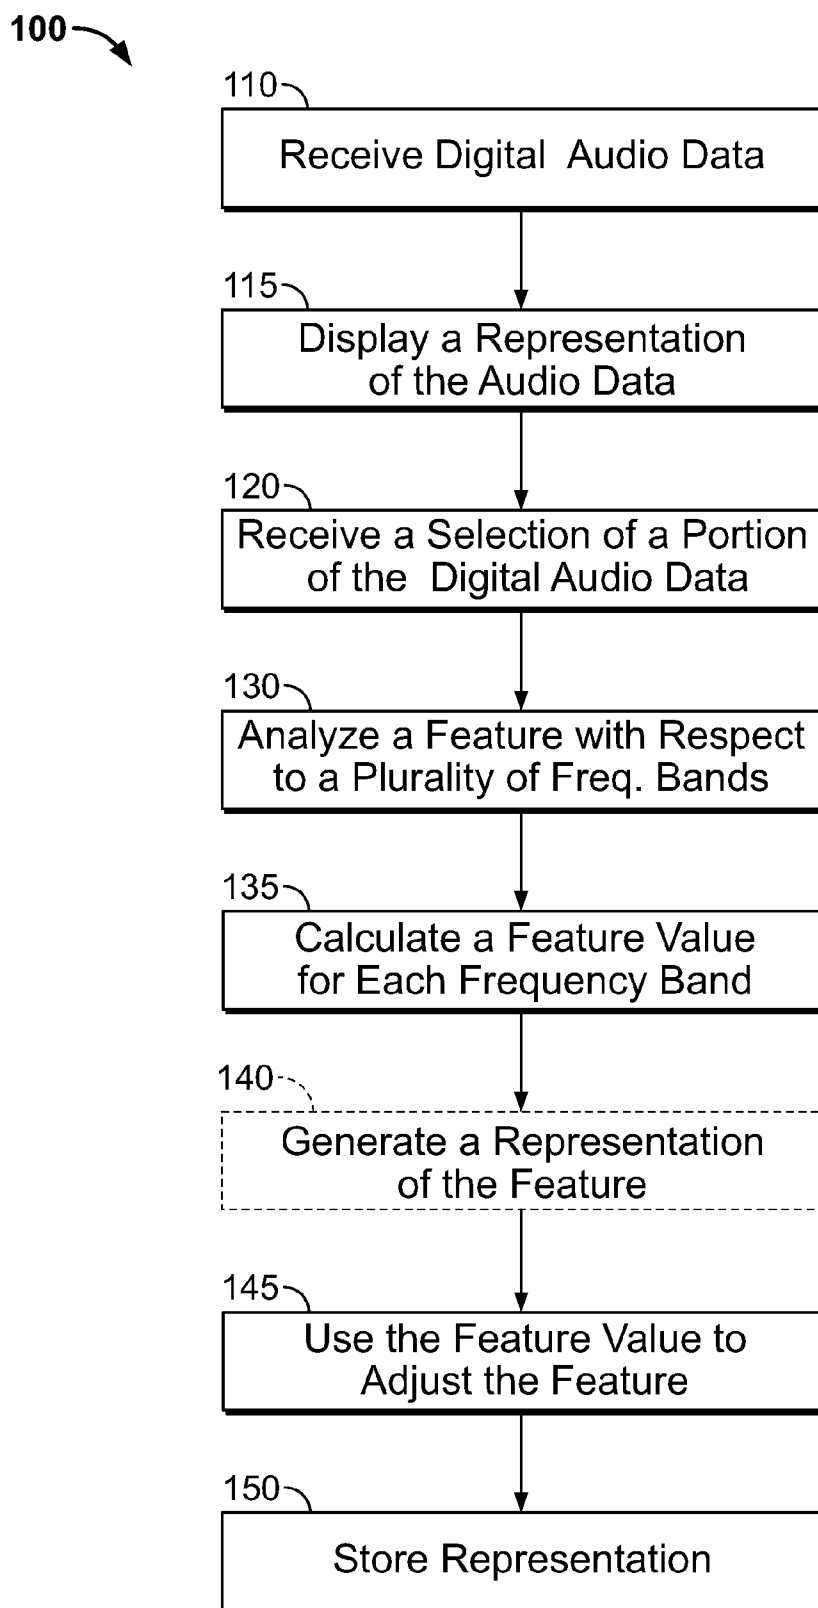 100
110
Receive Digital Audio Data
115
Display a Representation
of the Audio Data
120
Receive a Selection of a Portion
of the Digital Audio Data
130
Analyze a Feature with Respect
to a Plurality of Freq. Bands
135
Calculate a Feature Value
for Each Frequency Band
140
Generate a Representation
of the Feature
145
Use the Feature Value to
Adjust the Feature
150
Store Representation